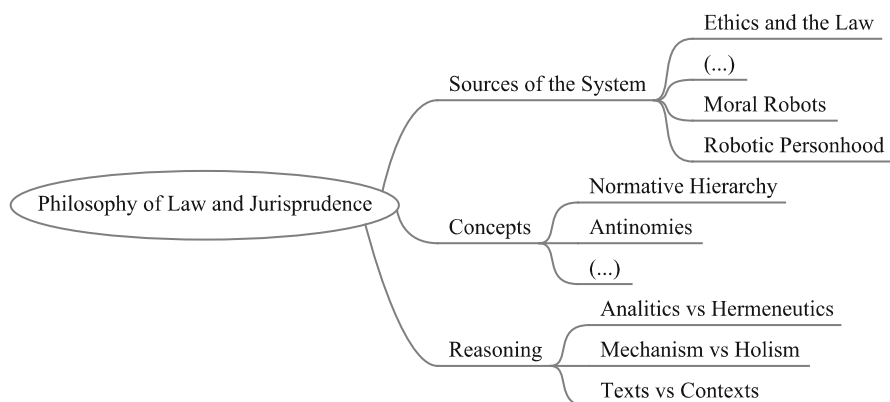 Ethics and the Law
(...)
Sources of the System
Moral Robots
Robotic Personhood
Normative Hierarchy
Philosophy of Law and Jurisprudence
Concepts
Antinomies
(...)
Analitics vs Hermeneutics
Reasoning
Mechanism vs Holism
Texts vs Contexts